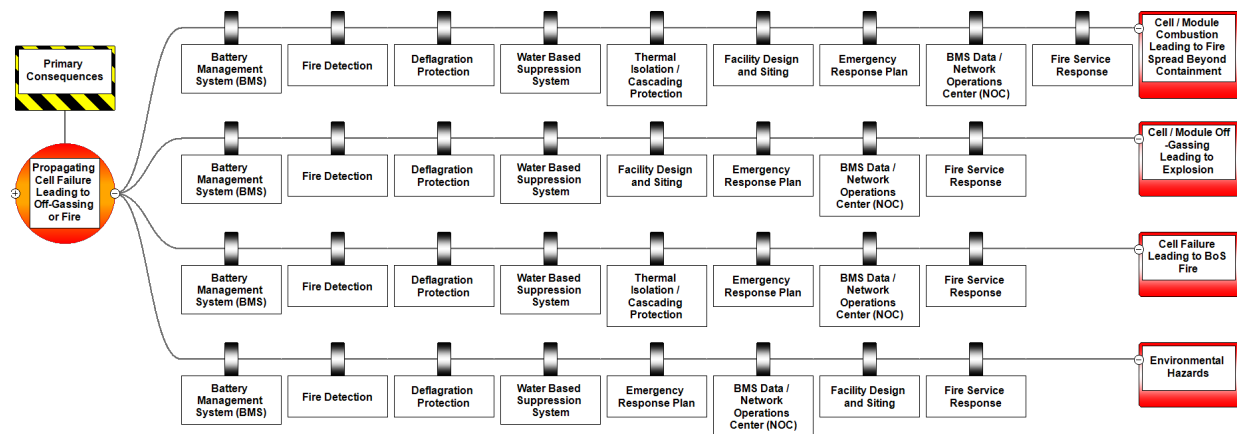 Primary
Consequences
Propagating
Cell Failure
Leading to
Off-Gassing
or Fire
Battery
Management
System (BMS)
Fire Detection
Deflagration
Protection
Water Based
Suppression
System
Thermal
Isolation /
Cascading
Protection
Facility Design
and Siting
Emergency
Response Plan
BMS Data /
Network
Operations
Center (NOC)
Fire Service
Response
Cell / Module
Combustion
Leading to Fire
Spread Beyond
Containment
Battery
Management
System (BMS)
Fire Detection
Deflagration
Protection
Water Based
Suppression
System
Facility Design
and Siting
Emergency
Response Plan
BMS Data /
Network
Operations
Center (NOC)
Fire Service
Response
Cell / Module Off
-Gassing
Leading to
Explosion
Battery
Management
System (BMS)
Fire Detection
Deflagration
Protection
Water Based
Suppression
System
Thermal
Isolation /
Cascading
Protection
Emergency
Response Plan
BMS Data /
Network
Operations
Center (NOC)
Fire Service
Response
Cell Failure
Leading to BoS
Fire
Battery
Management
System (BMS)
Fire Detection
Deflagration
Protection
Water Based
Suppression
System
Emergency
Response Plan
BMS Data /
Network
Operations
Center (NOC)
Facility Design
and Siting
Fire Service
Response
Environmental
Hazards